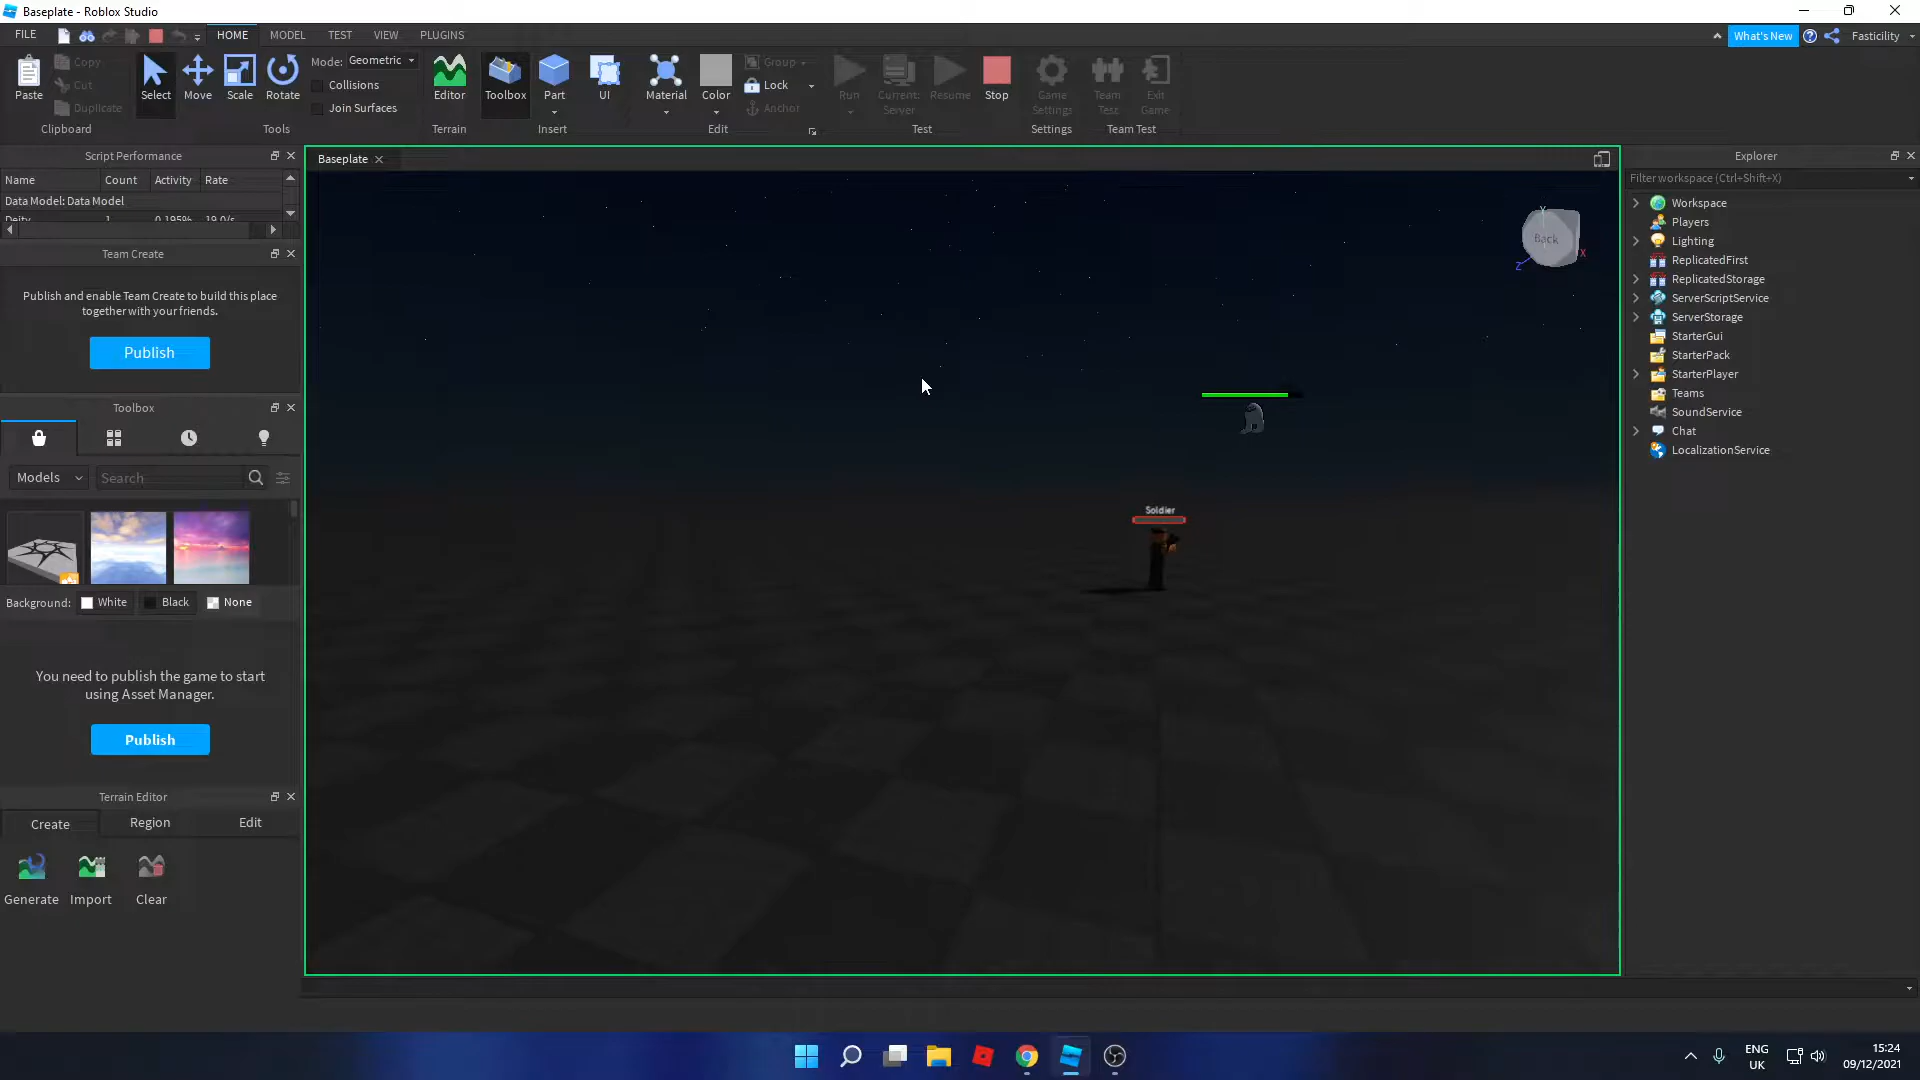 Baseplate - Roblox Studio
FILE
HOME
MODEL
TEST
VIEW
PLUGINS
What's New
Fasticility
Paste
Copy
Cut
Duplicate
Clipboard
Select
Move
Scale
Rotate
Mode: Geometric
Collisions
Join Surfaces
Tools
Editor
Terrain
Toolbox
Part
UI
Insert
Material
Color
Group
Lock
Anchor
Edit
Run
Current: Server
Resume
Stop
Test
Game Settings
Settings
Team Test
Exit Game
Team Test
Script Performance
Name Count Activity Rate
Data Model: Data Model
Deity 1 0.195% 19.0/s
Team Create
Publish and enable Team Create to build this place
together with your friends.
Publish
Toolbox
Models
Search
Background: White Black None
You need to publish the game to start
using Asset Manager.
Publish
Terrain Editor
Create Region Edit
Generate Import Clear
Baseplate
Y
Back
X
Z
Soldier
Explorer
Filter workspace (Ctrl+Shift+X)
Workspace
Players
Lighting
ReplicatedFirst
ReplicatedStorage
ServerScriptService
ServerStorage
StarterGui
StarterPack
StarterPlayer
Teams
SoundService
Chat
LocalizationService
ENG
UK
15:24
09/12/2021